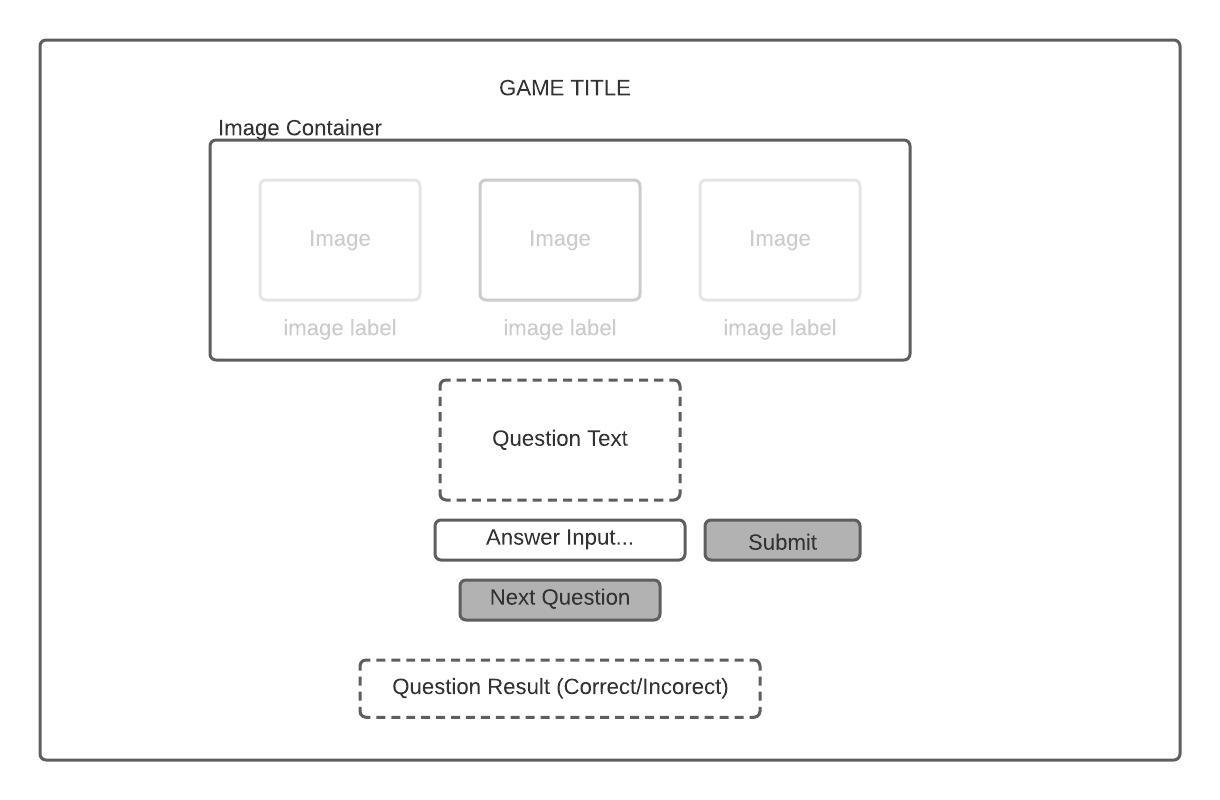 GAME TITLE
Image Container
Image
Image
Image
image label
image label
image label
Question Text
Answer Input...
Submit
Next Question
Question Result (Correct/Incorect)